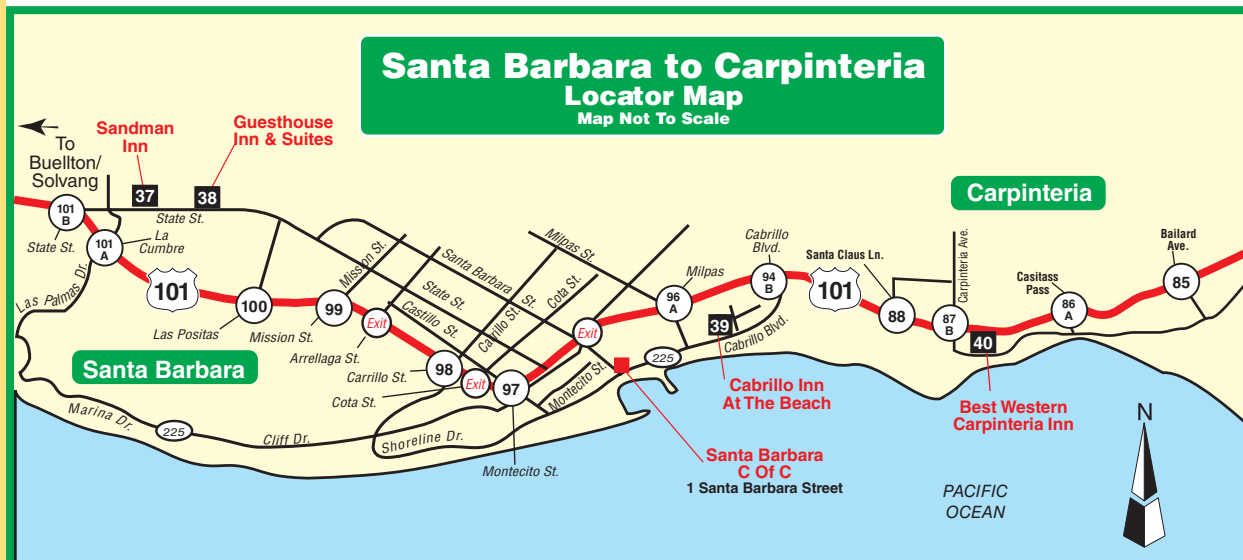 Santa Barbara to Carpinteria
Locator Map
Map Not To Scale
To
Buellton/
Solvang
Sandman
Inn
Guesthouse
Inn & Suites
37
38
State St.
101
B
State St.
101
A
La
Cumbre
Las Palmas Dr.
101
100
Las Positas
99
Mission St.
Mission St.
Exit
Arrellaga St.
Santa Barbara St.
State St.
Castillo St.
Carrillo St.
Cota St.
Milpas St.
98
Carrillo St.
Exit
Cota St.
97
Montecito St.
Exit
Montecito St.
96
A
Milpas
Cabrillo
Blvd.
94
B
101
39
Cabrillo Blvd.
225
Cabrillo Inn
At The Beach
Santa Barbara
C Of C
1 Santa Barbara Street
Santa Barbara
Marina Dr.
225
Cliff Dr.
Shoreline Dr.
Carpinteria
Santa Claus Ln.
88
Carpinteria Ave.
87
B
40
Best Western
Carpinteria Inn
Casitass
Pass
86
A
Bailard
Ave.
85
PACIFIC
OCEAN
N